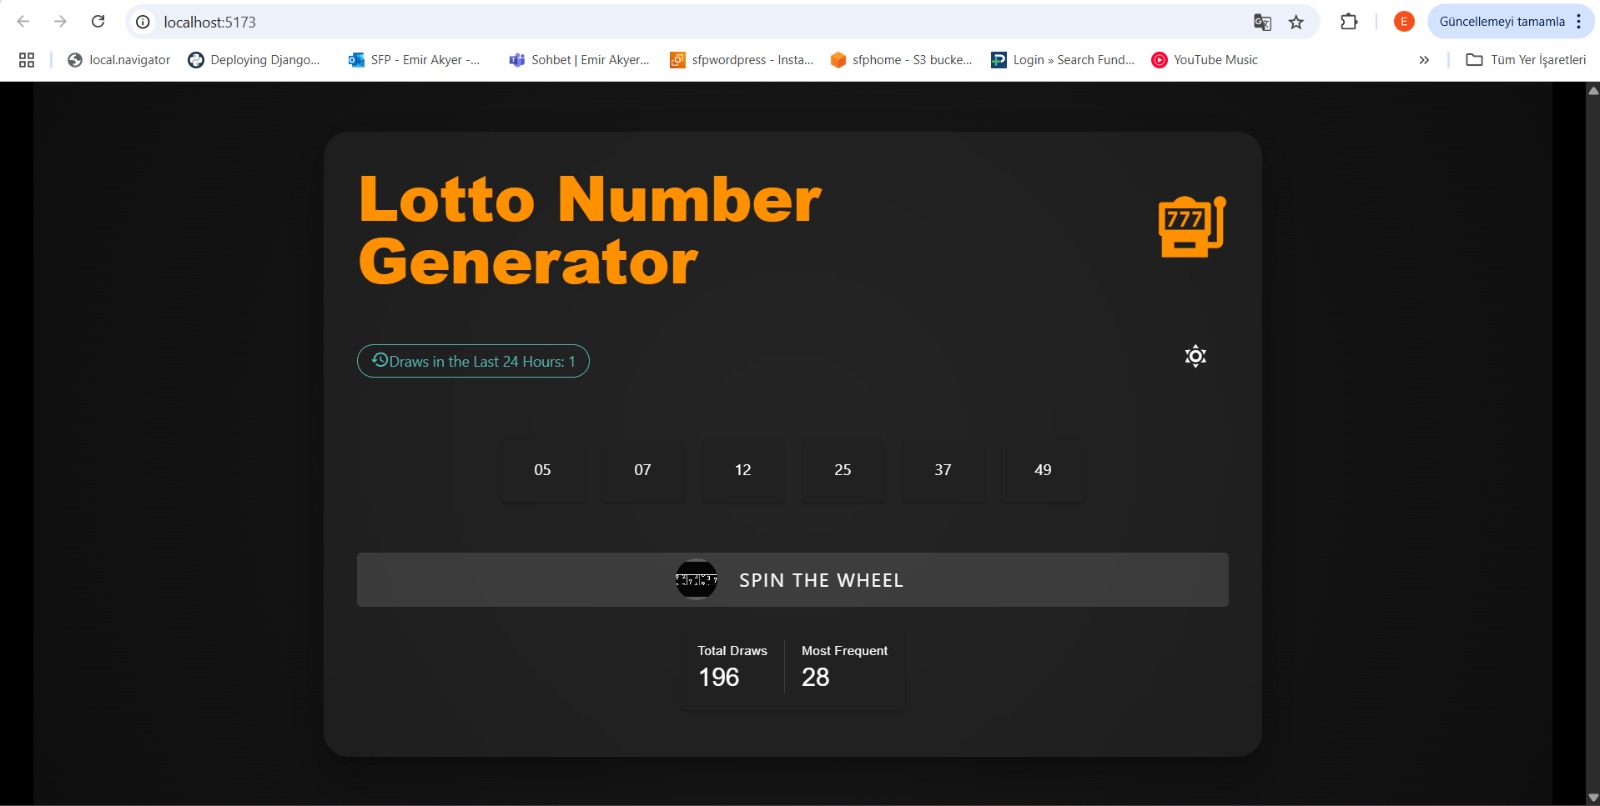 localhost:5173
E
Güncellemeyi tamamla
local.navigator
Deploying Django...
SFP - Emir Akyer -...
Sohbet | Emir Akyer...
sfpwordpress - Insta...
sfphome - S3 bucke...
Login » Search Fund...
YouTube Music
»
Tüm Yer İşaretleri
Lotto Number
Generator
777
Draws in the Last 24 Hours: 1
05 07 12 25 37 49
SPIN THE WHEEL
Total Draws Most Frequent
196 28